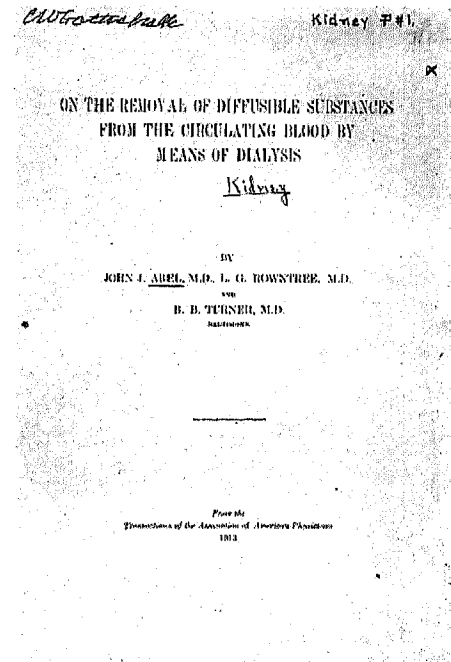 Kidney P#1.
ON THE REMOVAL OF DIFFUSIBLE SUBSTANCES
FROM THE CIRCULATING BLOOD BY
MEANS OF DIALYSIS
Kidney
BY
JOHN J. ABEL, M.D., L. G. ROWNTREE, M.D.
AND
B. B. TURNER, M.D.
BALTIMORE
From the
Transactions of the Association of American Physicians
1913